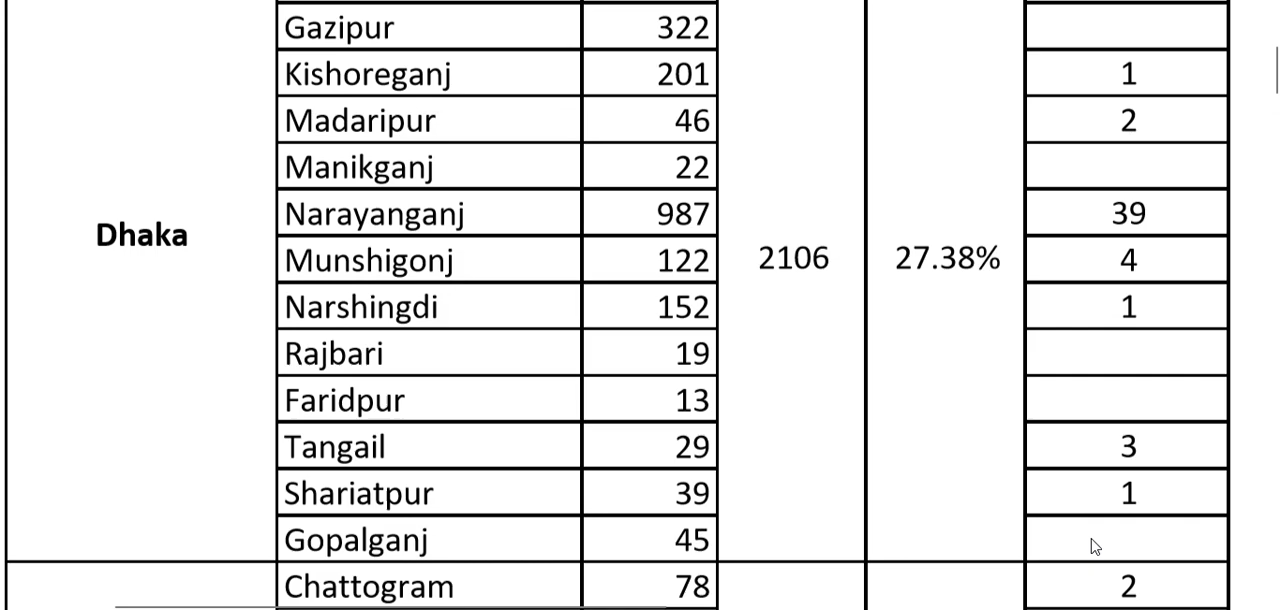 Gazipur 322
Kishoreganj 201 1
Madaripur 46 2
Manikganj 22
Narayanganj 987 39
Dhaka
Munshigonj 122 2106 27.38% 4
Narshingdi 152 1
Rajbari 19
Faridpur 13
Tangail 29 3
Shariatpur 39 1
Gopalganj 45
Chattogram 78 2